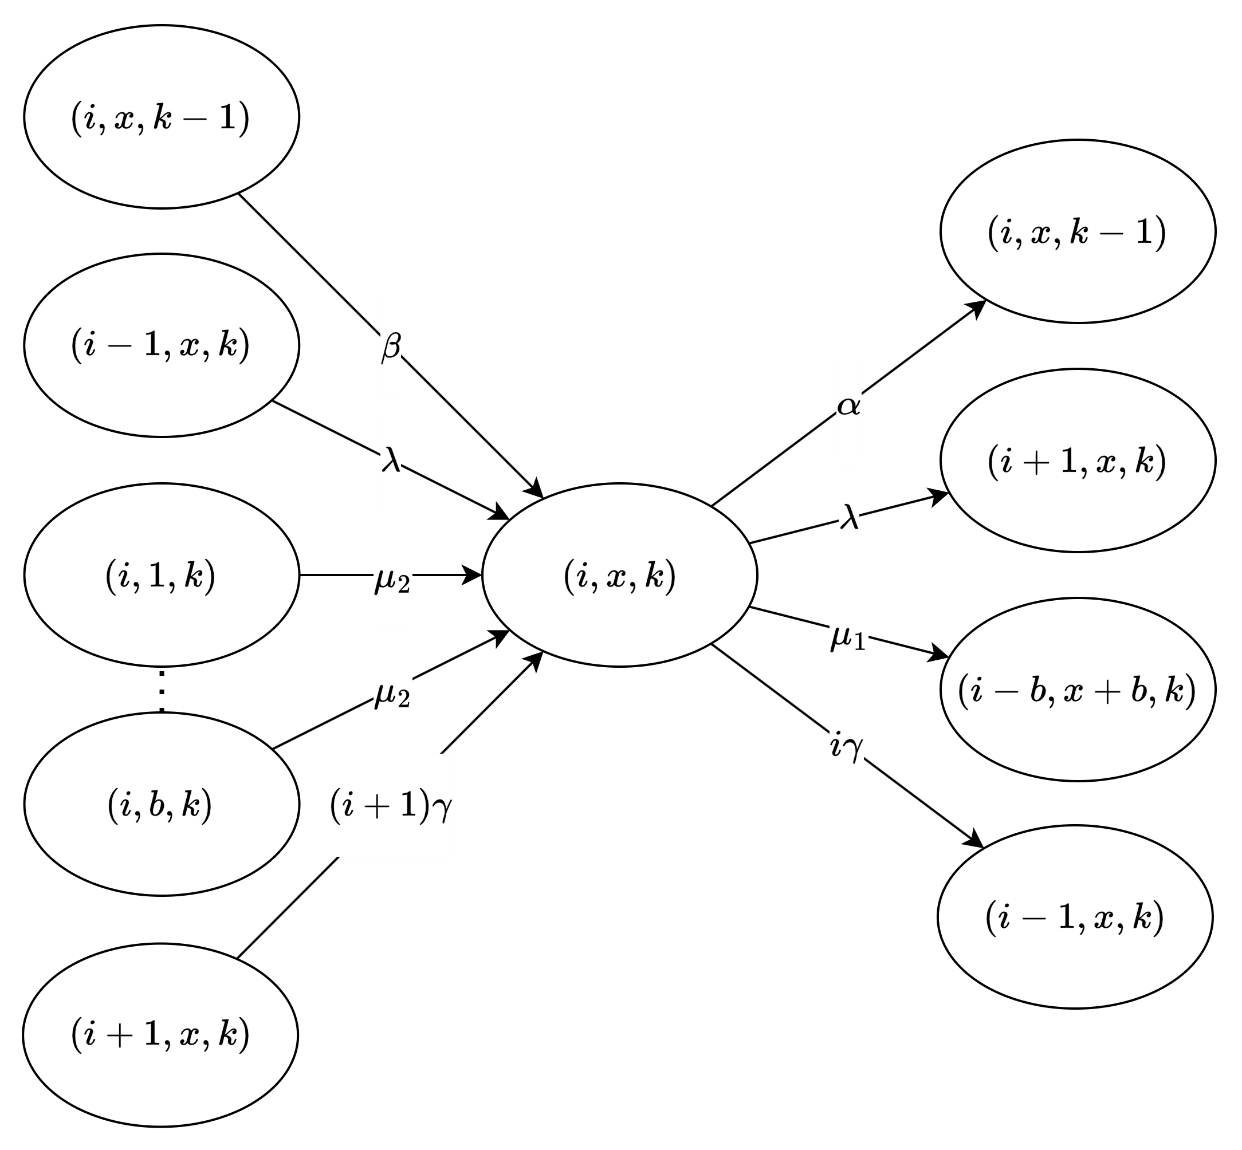 (i, x, k − 1)
(i − 1, x, k)
(i, 1, k)
(i, b, k)
(i + 1, x, k)
β
λ
μ₂
μ₂
(i + 1)γ
(i, x, k)
α
λ
μ₁
iγ
(i, x, k − 1)
(i + 1, x, k)
(i − b, x + b, k)
(i − 1, x, k)